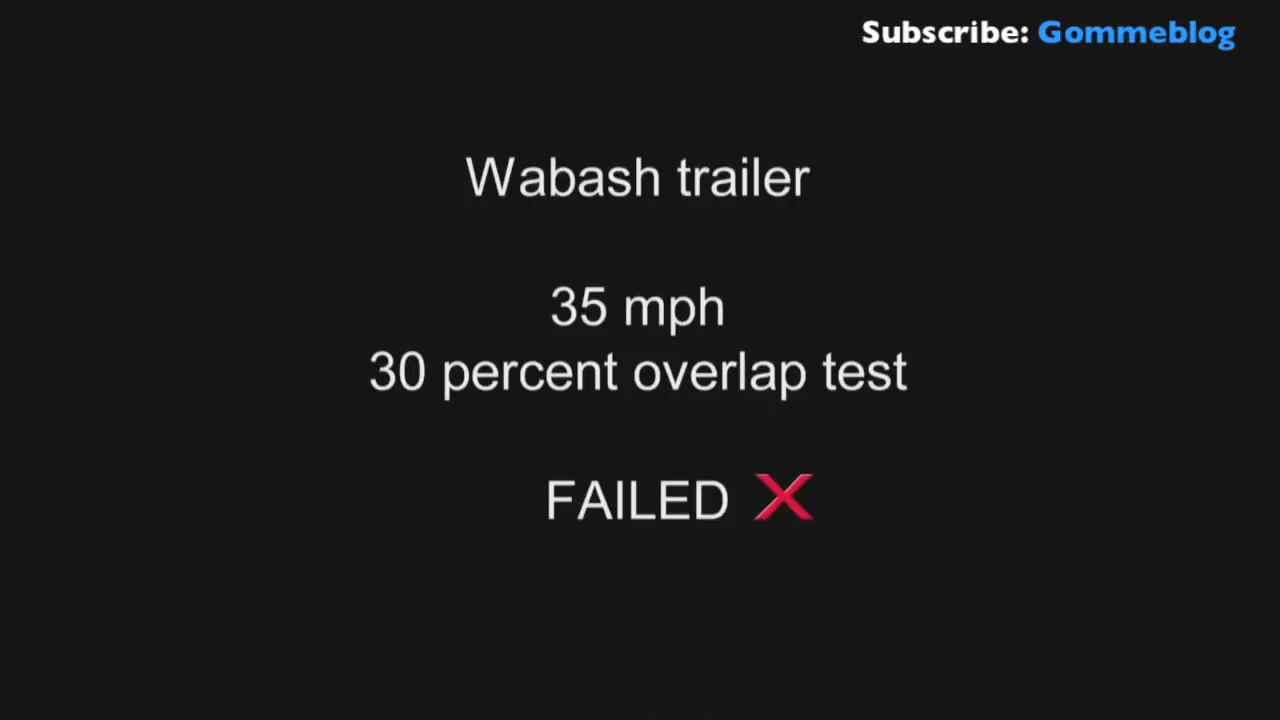 Subscribe: Gommeblog
Wabash trailer
35 mph
30 percent overlap test
FAILED